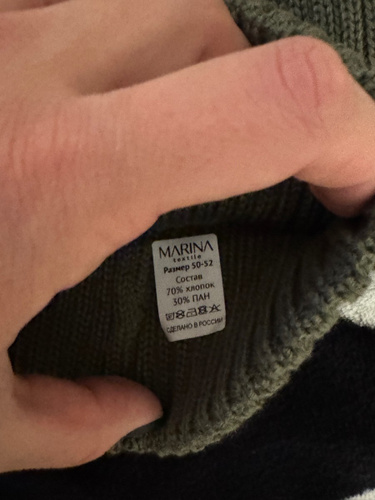 MARINA
textile
Размер 50-52
Состав
70% хлопок
30% ПАН
СДЕЛАНО В РОССИИ